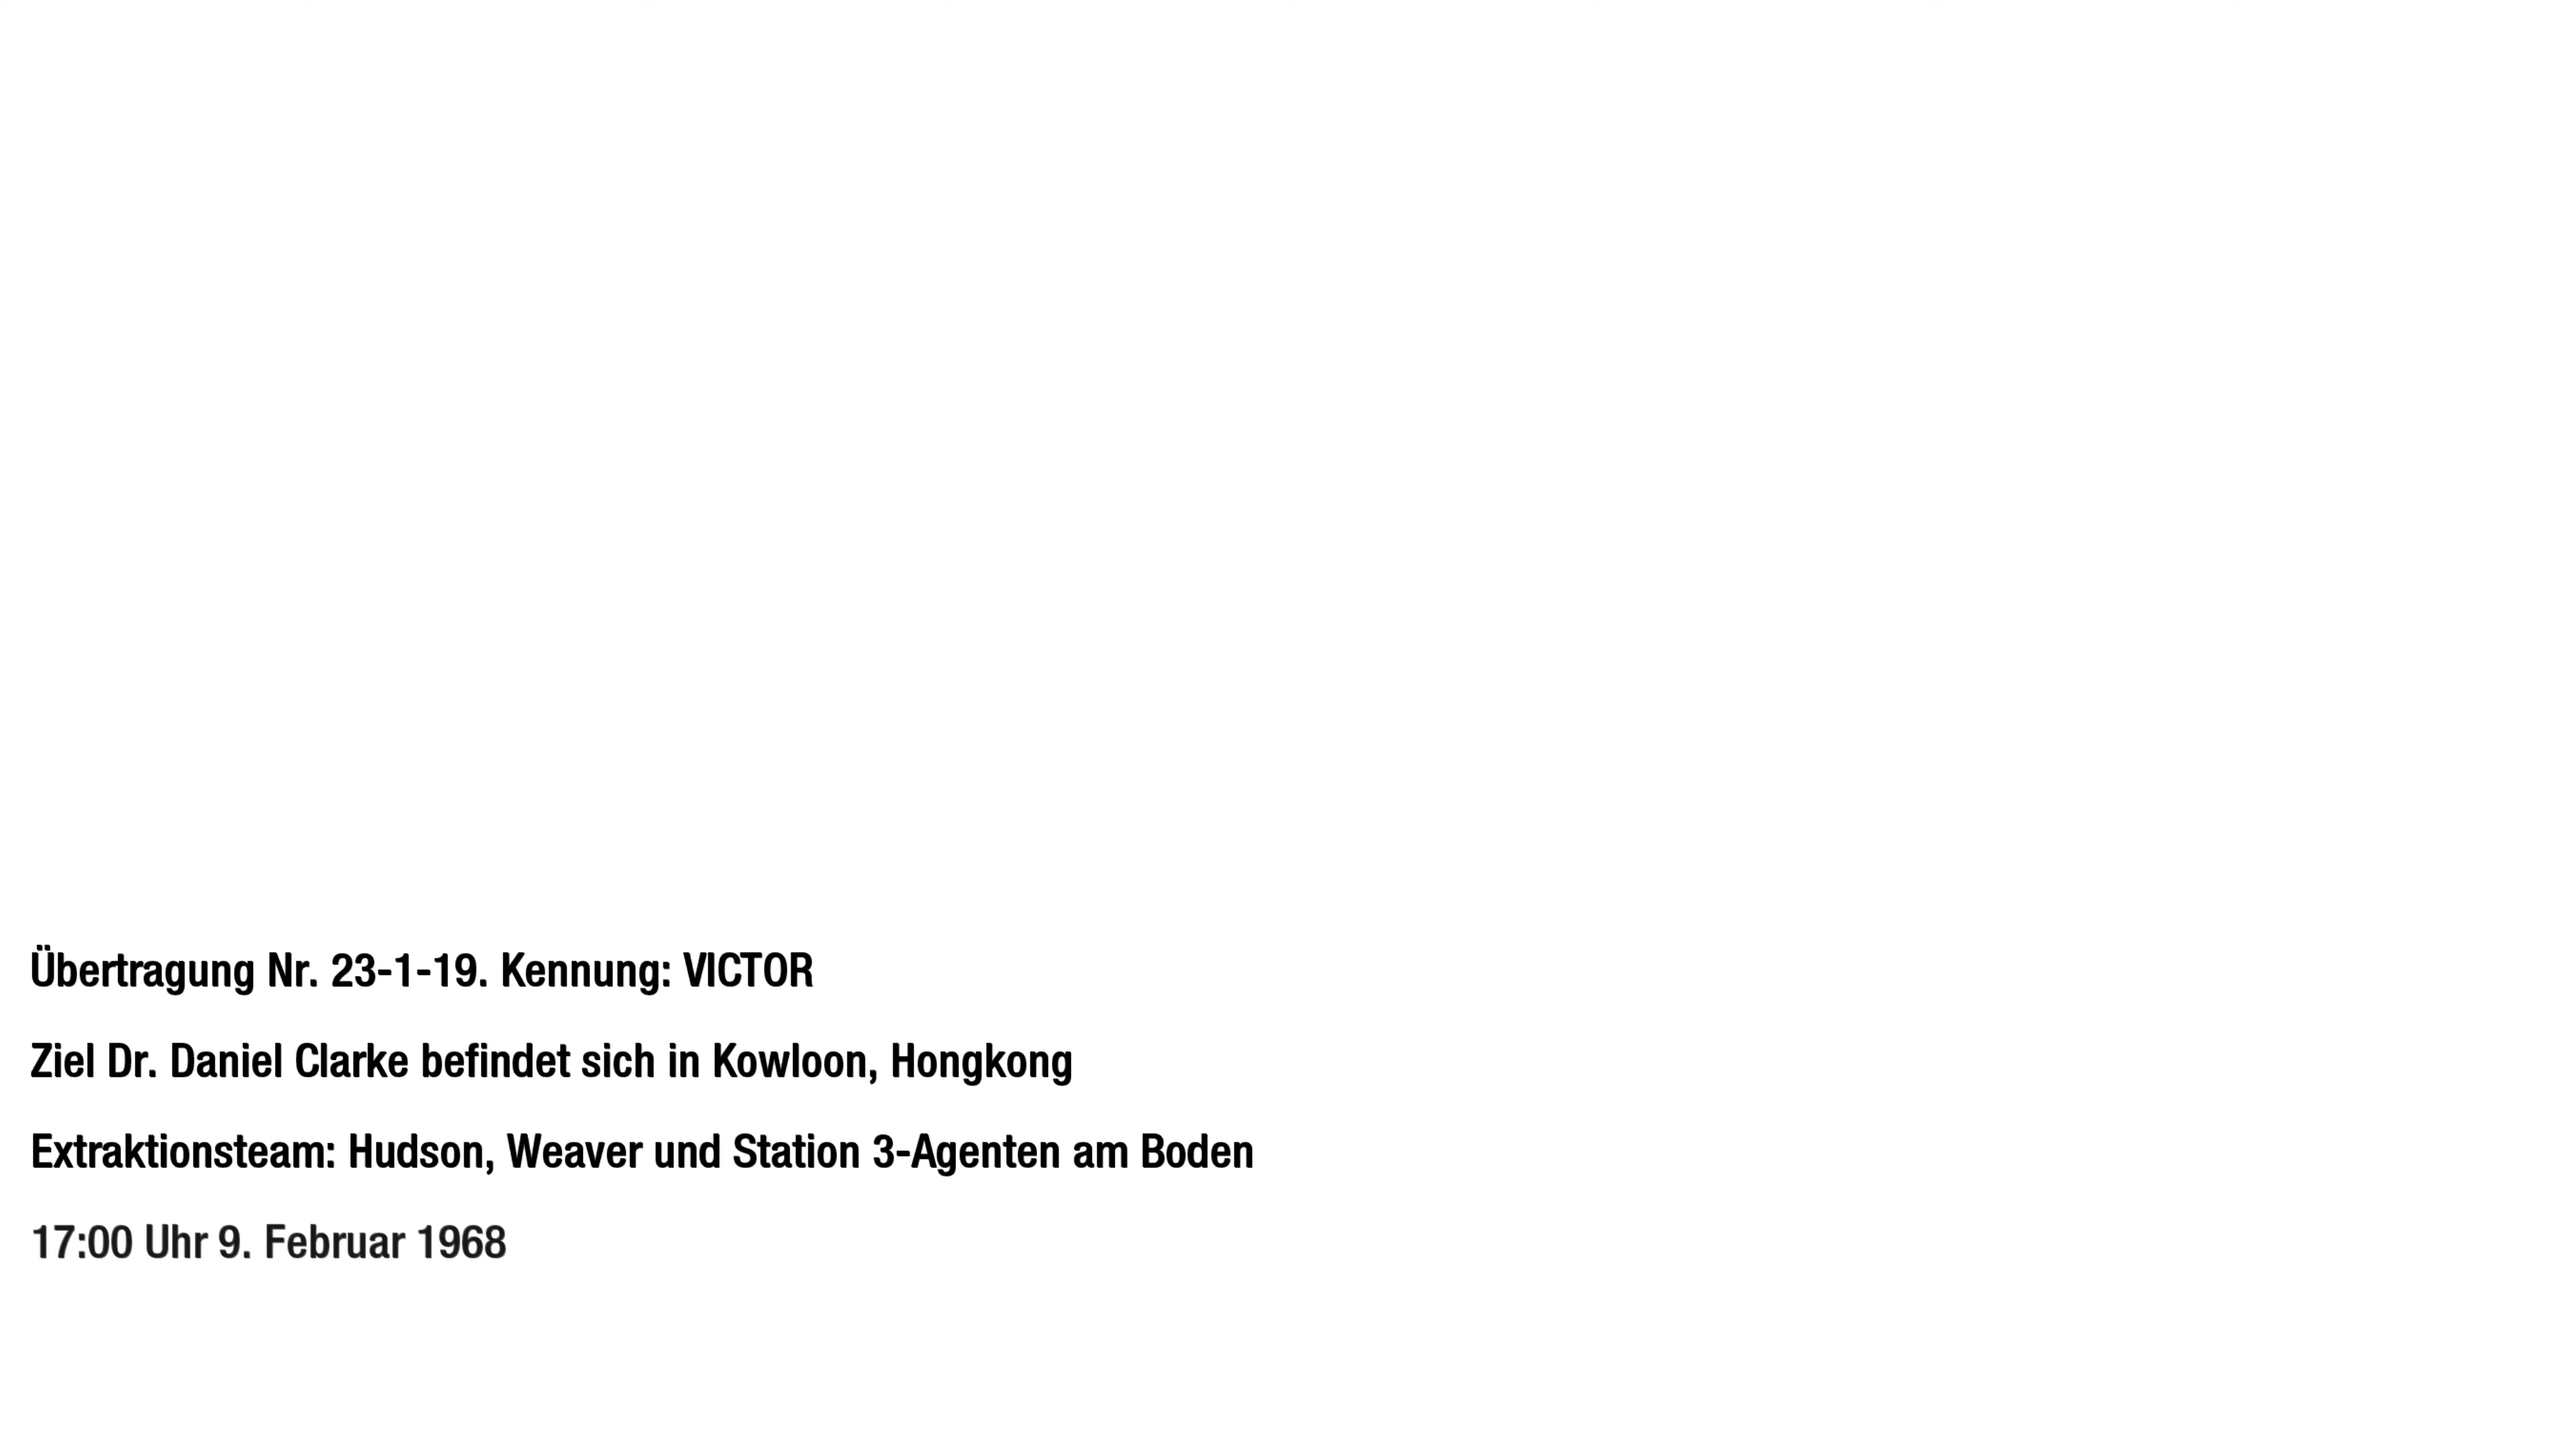 Übertragung Nr. 23-1-19. Kennung: VICTOR
Ziel Dr. Daniel Clarke befindet sich in Kowloon, Hongkong
Extraktionsteam: Hudson, Weaver und Station 3-Agenten am Boden
17:00 Uhr 9. Februar 1968